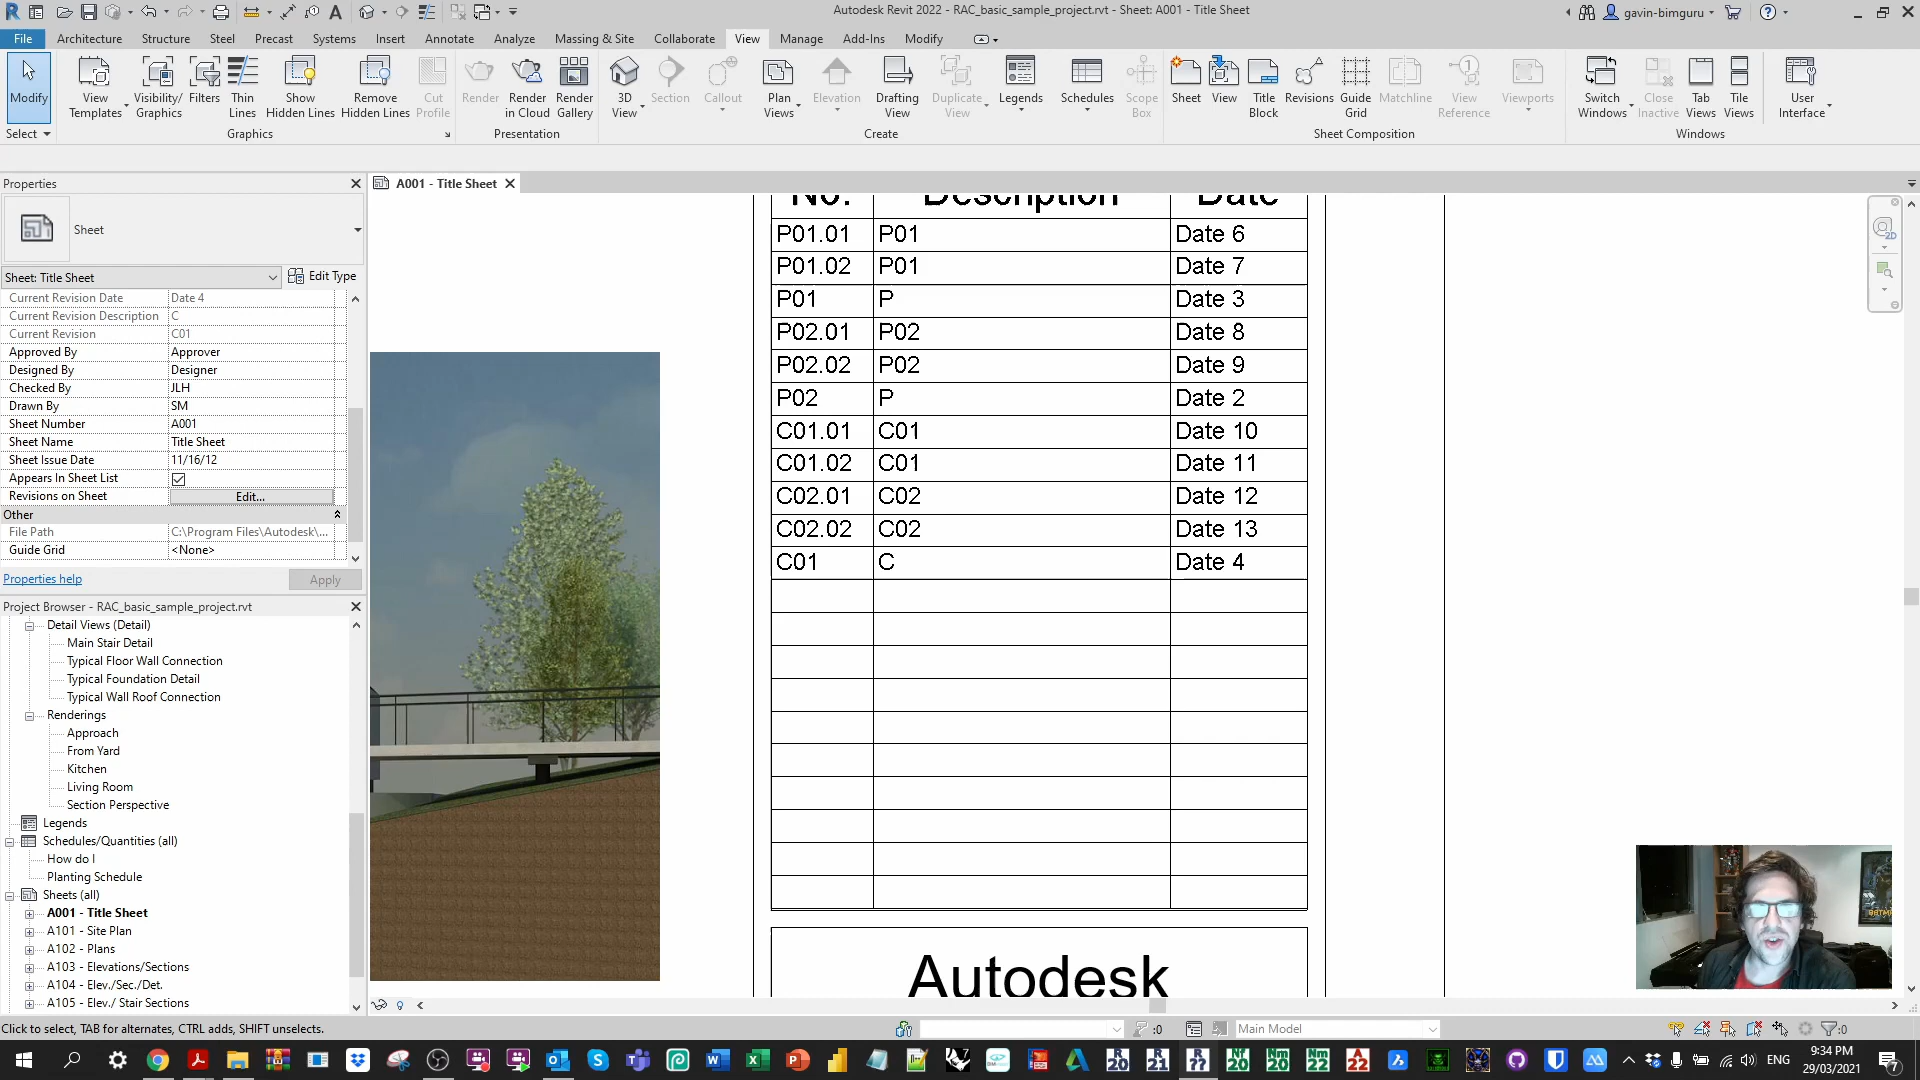 Autodesk Revit 2022 - RAC_basic_sample_project.rvt - Sheet: A001 - Title Sheet
gavin-bimguru
File Architecture Structure Steel Precast Systems Insert Annotate Analyze Massing & Site Collaborate View Manage Add-Ins Modify
Modify
View Templates
Visibility/ Graphics
Filters
Thin Lines
Show Hidden Lines
Remove Hidden Lines
Cut Profile
Render
Render in Cloud
Render Gallery
3D View
Section
Callout
Plan Views
Elevation
Drafting View
Duplicate View
Legends
Schedules
Scope Box
Sheet
View
Title Block
Revisions
Guide Grid
Matchline
View Reference
Viewports
Switch Windows
Close Inactive
Tab Views
Tile Views
User Interface
Select Graphics Presentation Create Sheet Composition Windows
Properties
A001 - Title Sheet
Sheet
Sheet: Title Sheet
Edit Type
Current Revision Date Date 4
Current Revision Description C
Current Revision C01
Approved By Approver
Designed By Designer
Checked By JLH
Drawn By SM
Sheet Number A001
Sheet Name Title Sheet
Sheet Issue Date 11/16/12
Appears In Sheet List
Revisions on Sheet Edit...
Other
File Path C:\Program Files\Autodesk\...
Guide Grid <None>
Properties help Apply
Project Browser - RAC_basic_sample_project.rvt
Detail Views (Detail)
Main Stair Detail
Typical Floor Wall Connection
Typical Foundation Detail
Typical Wall Roof Connection
Renderings
Approach
From Yard
Kitchen
Living Room
Section Perspective
Legends
Schedules/Quantities (all)
How do I
Planting Schedule
Sheets (all)
A001 - Title Sheet
A101 - Site Plan
A102 - Plans
A103 - Elevations/Sections
A104 - Elev./Sec./Det.
A105 - Elev./ Stair Sections
No. Description Date
P01.01 P01 Date 6
P01.02 P01 Date 7
P01 P Date 3
P02.01 P02 Date 8
P02.02 P02 Date 9
P02 P Date 2
C01.01 C01 Date 10
C01.02 C01 Date 11
C02.01 C02 Date 12
C02.02 C02 Date 13
C01 C Date 4
Autodesk
2D
Click to select, TAB for alternates, CTRL adds, SHIFT unselects.
:0
Main Model
:0
ENG
9:34 PM
29/03/2021